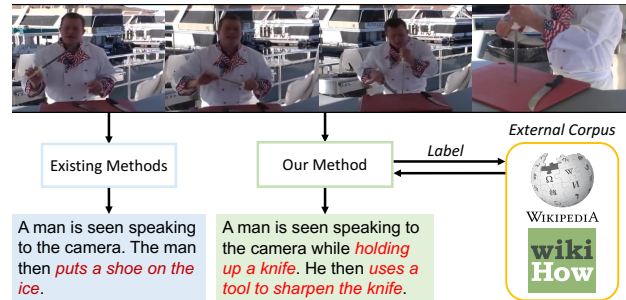 External Corpus
Existing Methods
Our Method
Label
WIKIPEDIA
wiki
How
A man is seen speaking
to the camera. The man
then puts a shoe on the
ice.
A man is seen speaking to
the camera while holding
up a knife. He then uses a
tool to sharpen the knife.